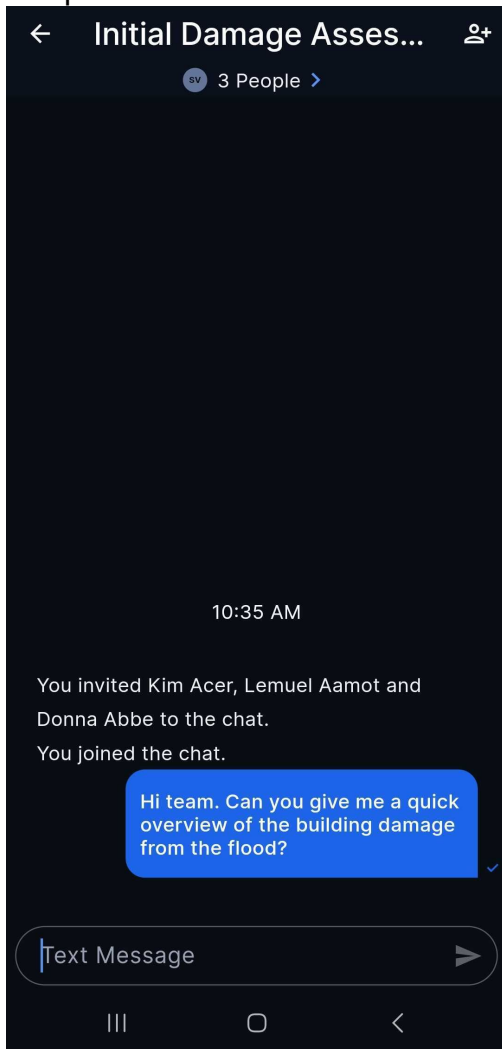 Initial Damage Asses...
SV 3 People >
10:35 AM
You invited Kim Acer, Lemuel Aamot and
Donna Abbe to the chat.
You joined the chat.
Hi team. Can you give me a quick
overview of the building damage
from the flood?
Text Message